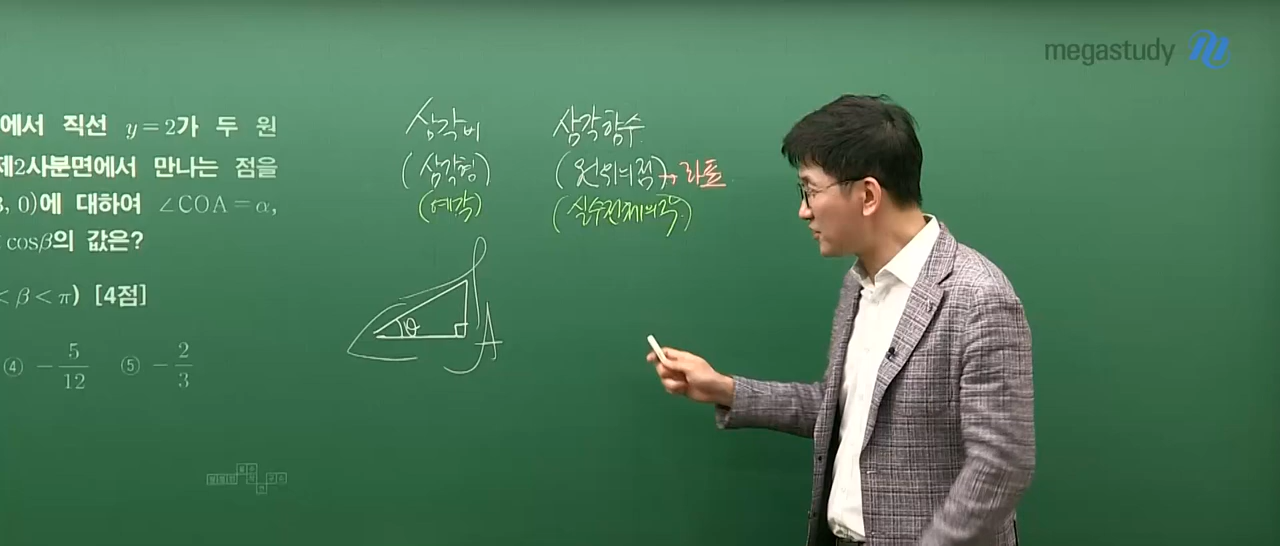 megastudy
에서 직선 y=2가 두 원
제2사분면에서 만나는 점을
3, 0)에 대하여 ∠COA=α,
cosβ의 값은?
< β < π) [4점]
④ -5/12 ⑤ -2/3
삼각비
(삼각형)
(예각)
θ
삼각함수
(원 위의 점) → 좌표
(실수전체의 각)